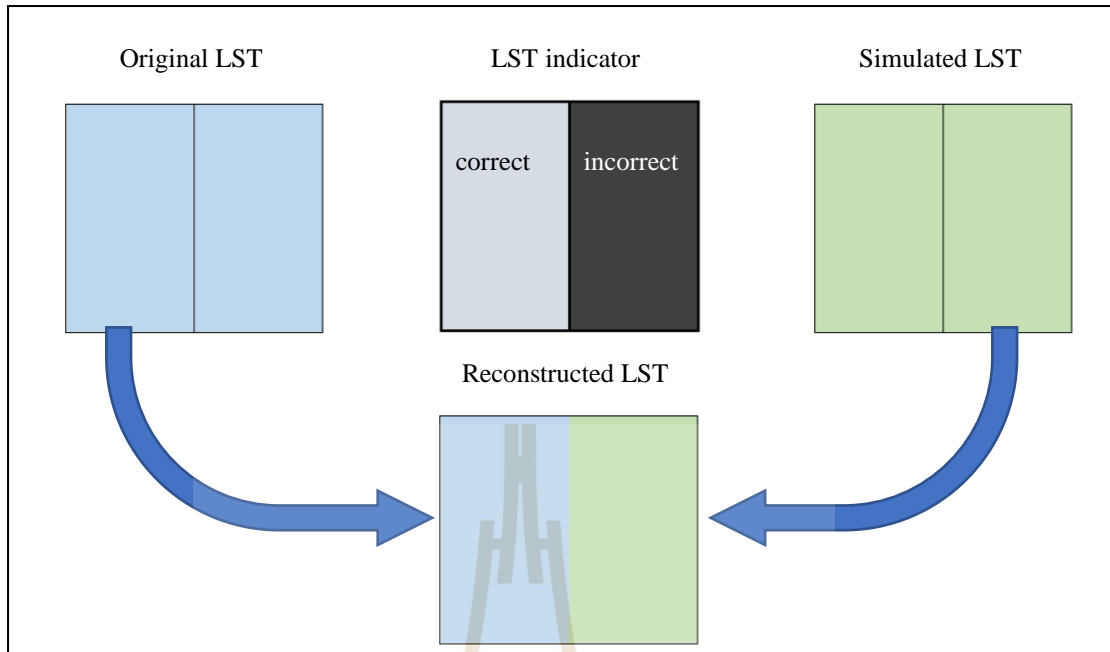 Original LST
LST indicator
Simulated LST
correct
incorrect
Reconstructed LST